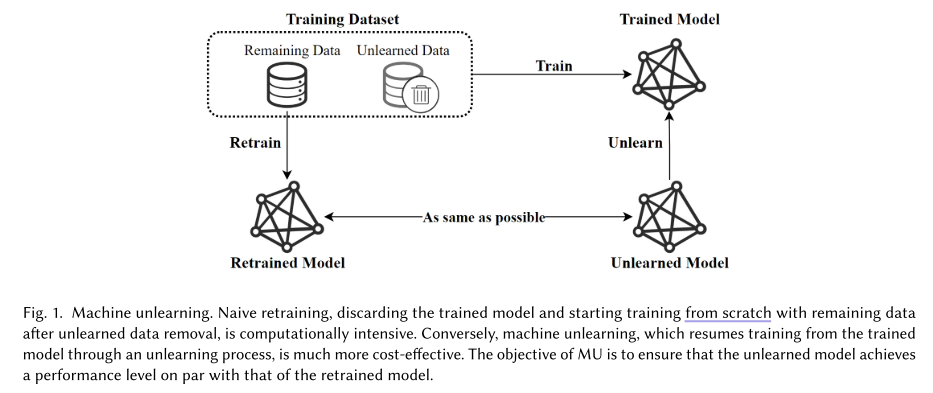 Training Dataset
Trained Model
Remaining Data
Unlearned Data
Train
Retrain
Unlearn
As same as possible
Retrained Model
Unlearned Model
Fig. 1. Machine unlearning. Naive retraining, discarding the trained model and starting training from scratch with remaining data
after unlearned data removal, is computationally intensive. Conversely, machine unlearning, which resumes training from the trained
model through an unlearning process, is much more cost-effective. The objective of MU is to ensure that the unlearned model achieves
a performance level on par with that of the retrained model.